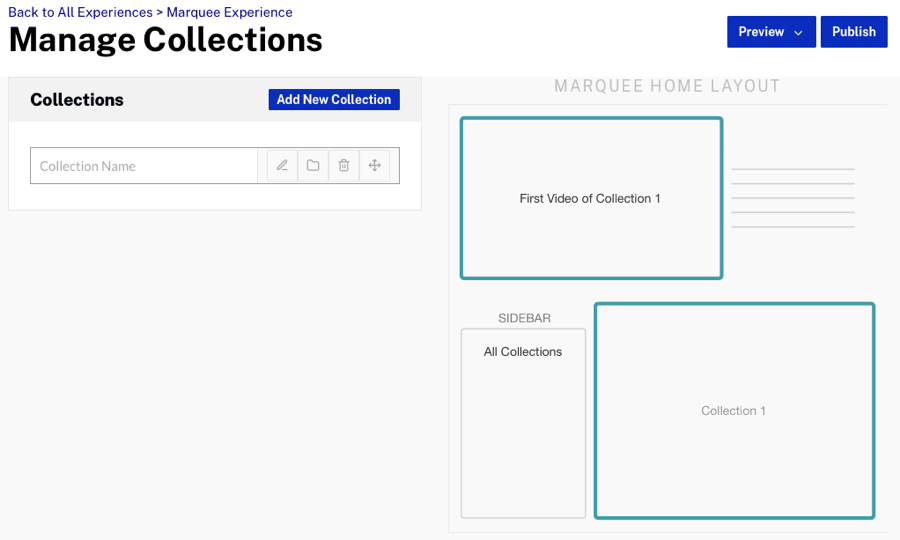 Back to All Experiences > Marquee Experience
Manage Collections
Preview
Publish
Collections
Add New Collection
Collection Name
MARQUEE HOME LAYOUT
First Video of Collection 1
SIDEBAR
All Collections
Collection 1